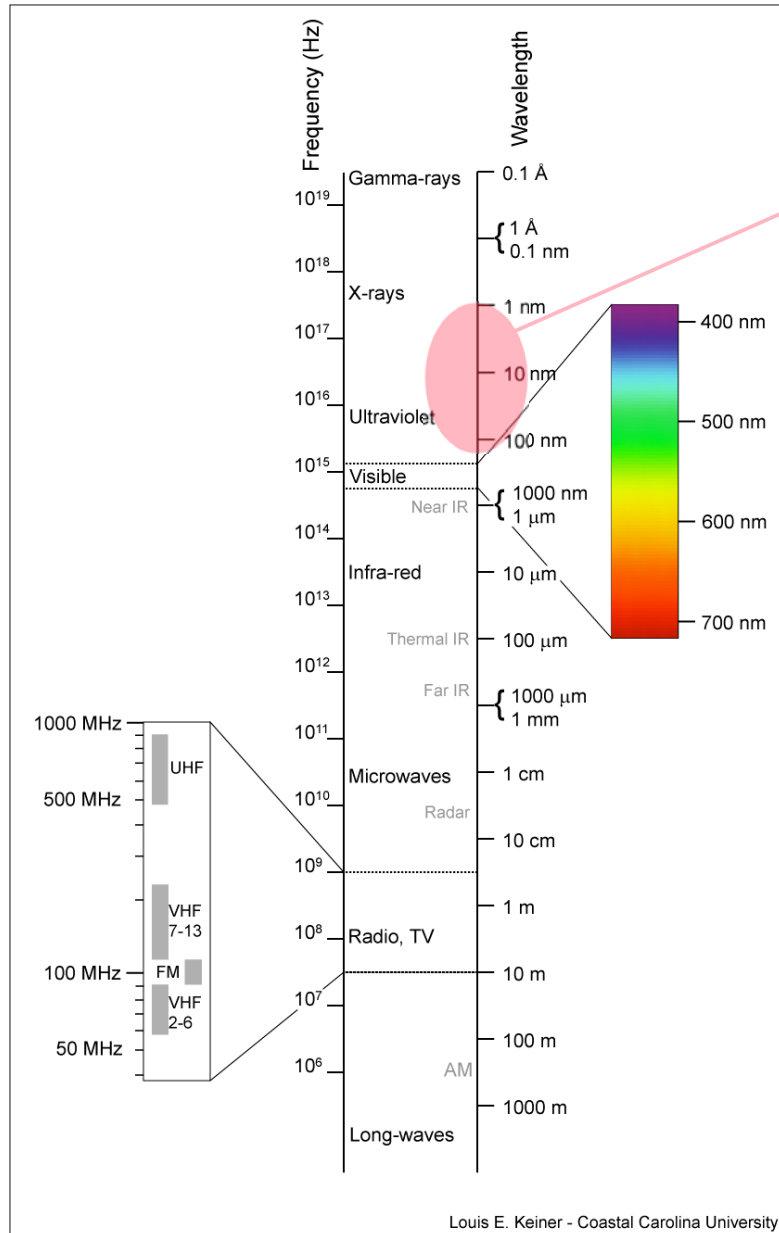 Frequency (Hz)
Wavelength
Gamma-rays
0.1 Å
10¹⁹
1 Å
0.1 nm
10¹⁸
X-rays
1 nm
400 nm
10¹⁷
10 nm
10¹⁶
Ultraviolet
100 nm
500 nm
10¹⁵
Visible
1000 nm
Near IR
1 μm
600 nm
10¹⁴
Infra-red
10 μm
10¹³
700 nm
Thermal IR
100 μm
10¹²
Far IR
1000 μm
1 mm
1000 MHz
10¹¹
UHF
Microwaves
1 cm
500 MHz
10¹⁰
Radar
10 cm
10⁹
VHF
7-13
1 m
10⁸
Radio, TV
FM
100 MHz
10 m
VHF
2-6
10⁷
50 MHz
100 m
10⁶
AM
1000 m
Long-waves
Louis E. Keiner - Coastal Carolina University